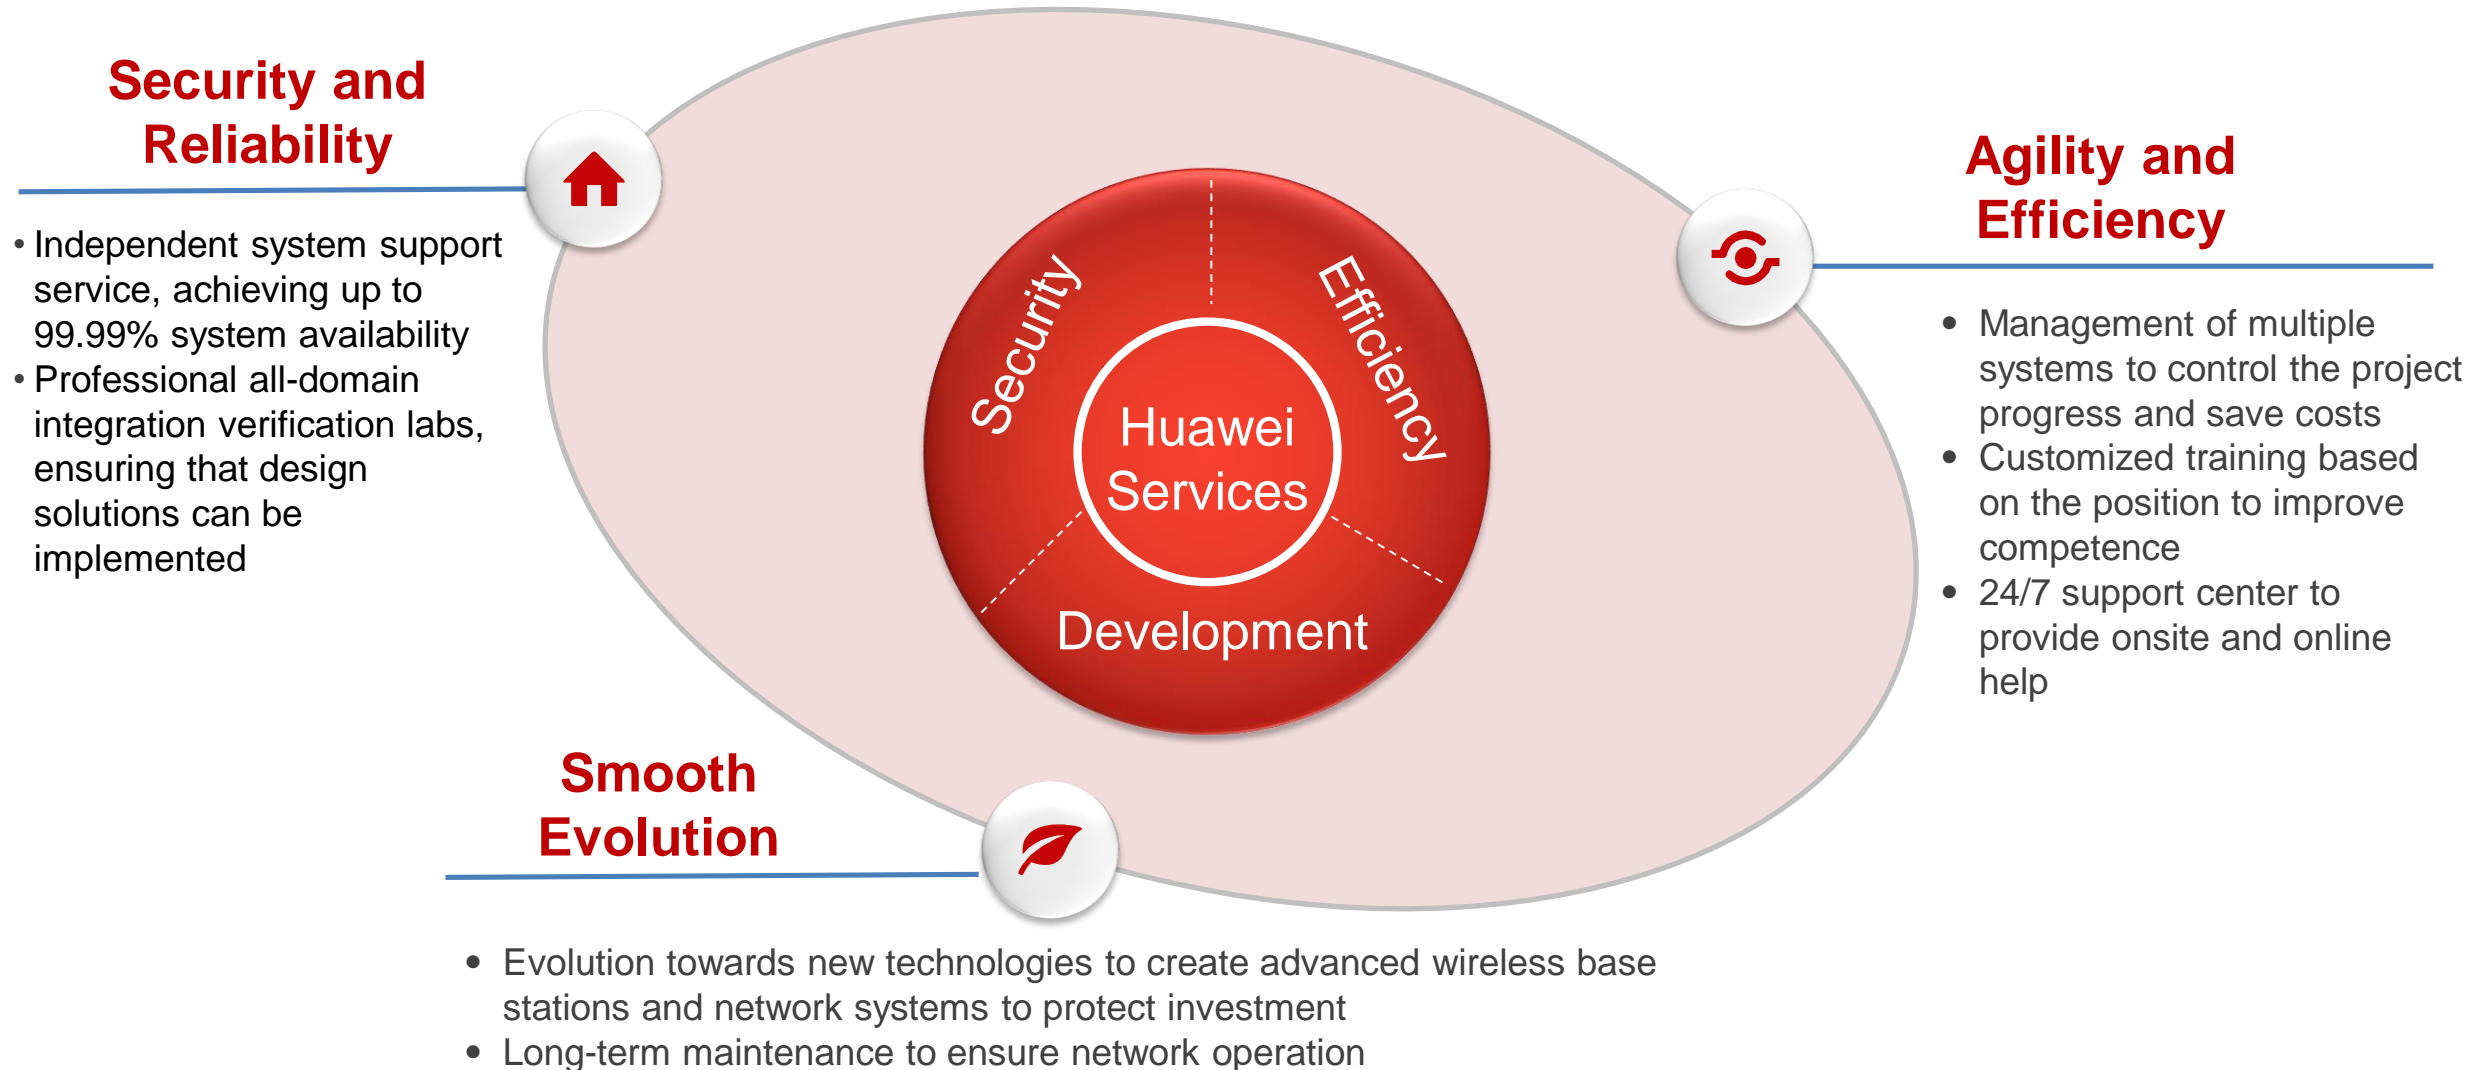 Security and
Reliability
• Independent system support
service, achieving up to
99.99% system availability
• Professional all-domain
integration verification labs,
ensuring that design
solutions can be
implemented
Security
Efficiency
Huawei
Services
Development
Agility and
Efficiency
• Management of multiple
systems to control the project
progress and save costs
• Customized training based
on the position to improve
competence
• 24/7 support center to
provide onsite and online
help
Smooth
Evolution
• Evolution towards new technologies to create advanced wireless base
stations and network systems to protect investment
• Long-term maintenance to ensure network operation